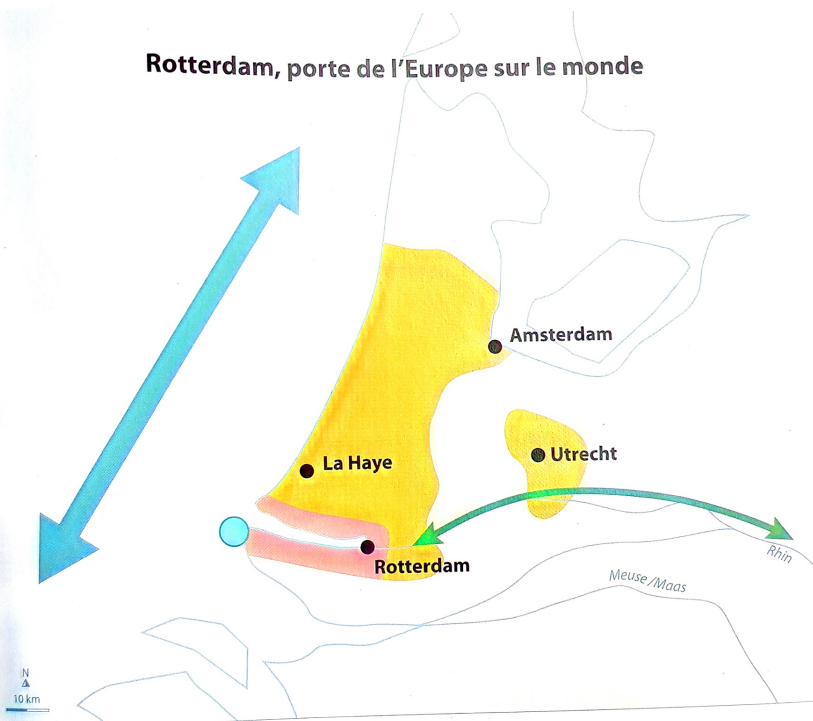 Rotterdam, porte de l'Europe sur le monde
Amsterdam
Utrecht
La Haye
Rotterdam
Rhin
Meuse/Maas
N
10 km